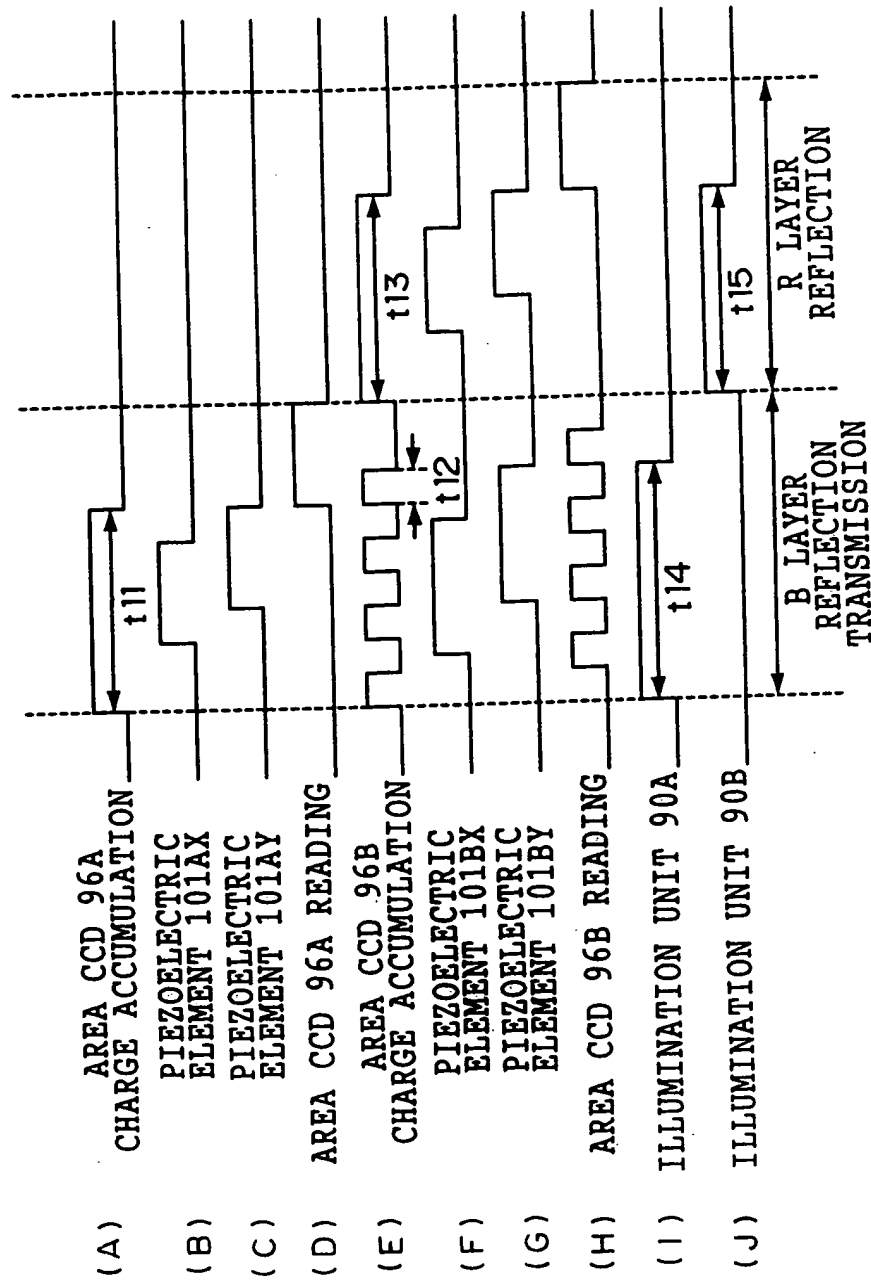 (A) AREA CCD 96A
CHARGE ACCUMULATION
t11
(B) PIEZOELECTRIC
ELEMENT 101AX
(C) PIEZOELECTRIC
ELEMENT 101AY
(D) AREA CCD 96A READING
(E) AREA CCD 96B
CHARGE ACCUMULATION
t12
t13
(F) PIEZOELECTRIC
ELEMENT 101BX
(G) PIEZOELECTRIC
ELEMENT 101BY
(H) AREA CCD 96B READING
(I) ILLUMINATION UNIT 90A
t14
(J) ILLUMINATION UNIT 90B
t15
B LAYER
REFLECTION
TRANSMISSION
R LAYER
REFLECTION